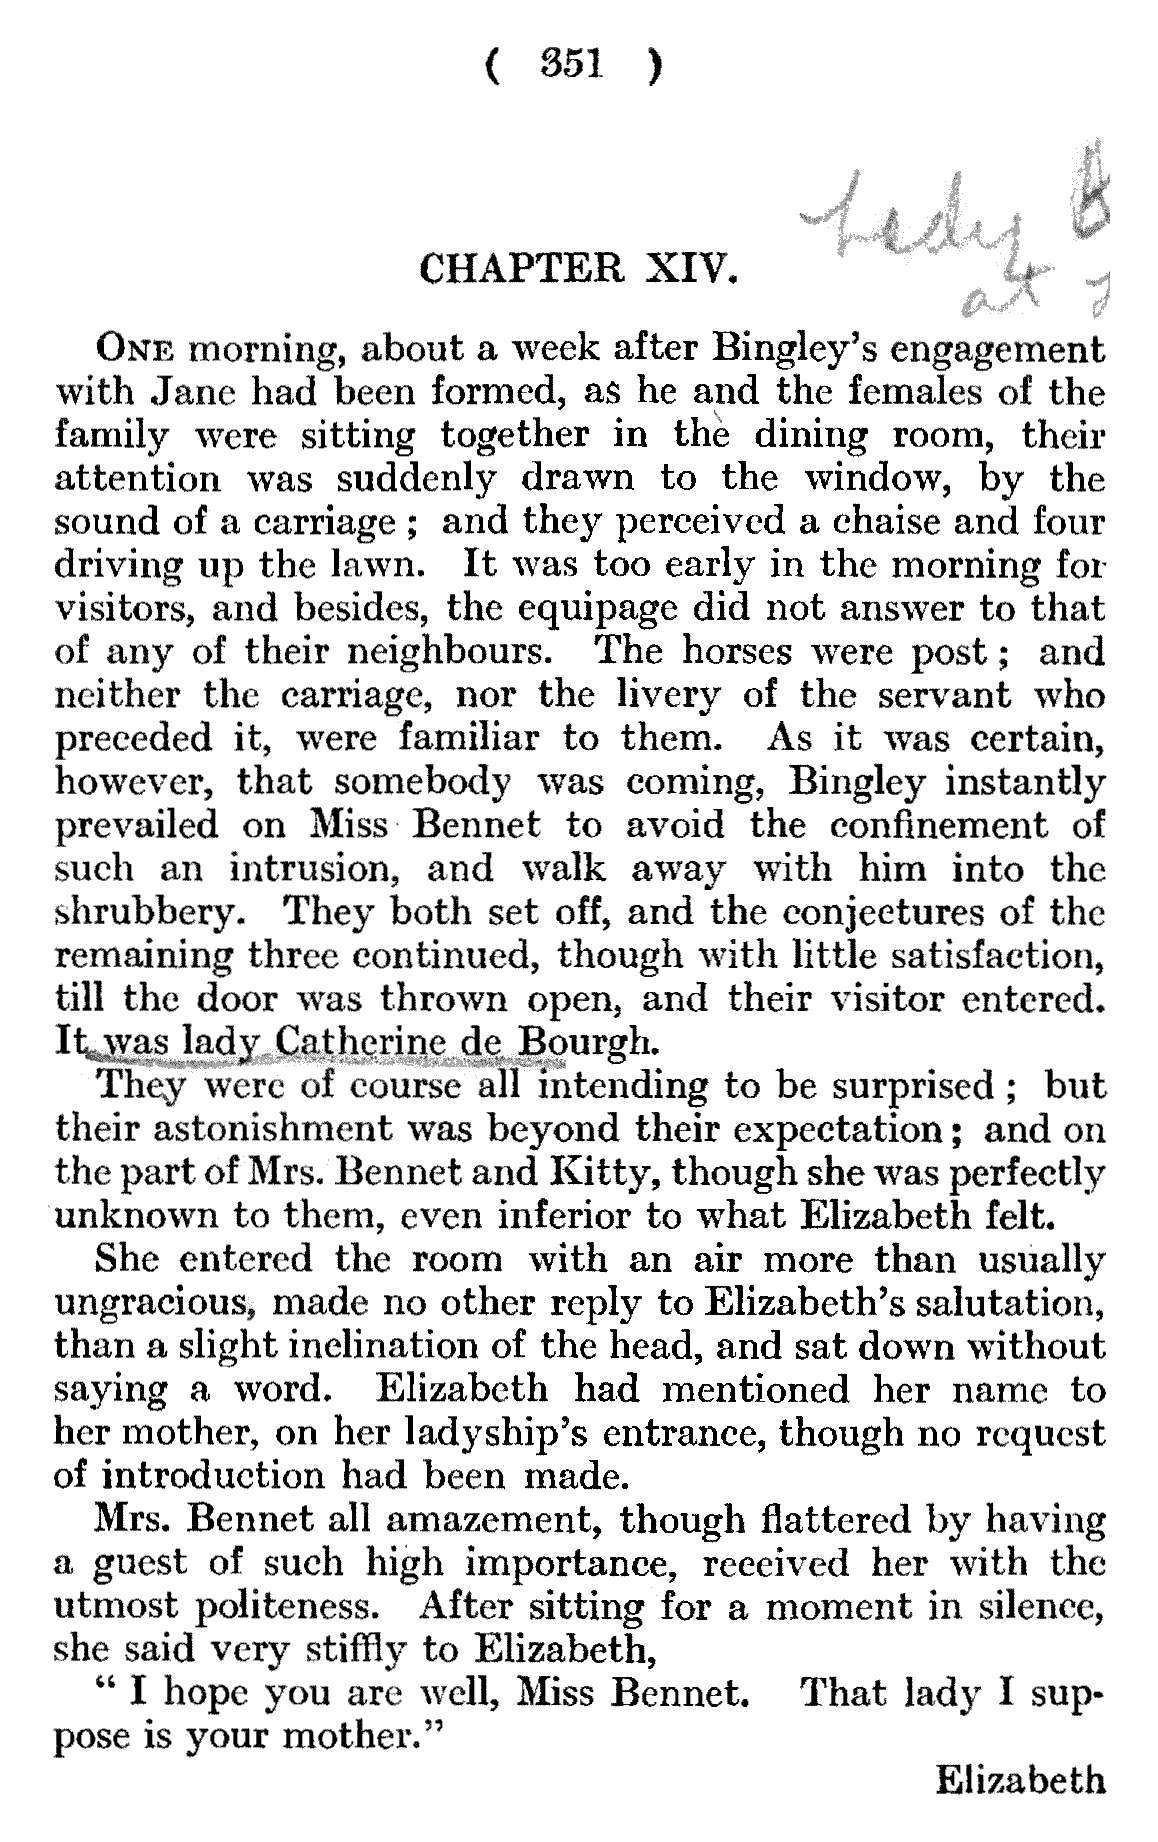 ( 351 )
Lady B
at
CHAPTER XIV.
ONE morning, about a week after Bingley's engagement
with Jane had been formed, as he and the females of the
family were sitting together in the dining room, their
attention was suddenly drawn to the window, by the
sound of a carriage ; and they perceived a chaise and four
driving up the lawn. It was too early in the morning for
visitors, and besides, the equipage did not answer to that
of any of their neighbours. The horses were post ; and
neither the carriage, nor the livery of the servant who
preceded it, were familiar to them. As it was certain,
however, that somebody was coming, Bingley instantly
prevailed on Miss Bennet to avoid the confinement of
such an intrusion, and walk away with him into the
shrubbery. They both set off, and the conjectures of the
remaining three continued, though with little satisfaction,
till the door was thrown open, and their visitor entered.
It was lady Catherine de Bourgh.
They were of course all intending to be surprised ; but
their astonishment was beyond their expectation ; and on
the part of Mrs. Bennet and Kitty, though she was perfectly
unknown to them, even inferior to what Elizabeth felt.
She entered the room with an air more than usually
ungracious, made no other reply to Elizabeth's salutation,
than a slight inclination of the head, and sat down without
saying a word. Elizabeth had mentioned her name to
her mother, on her ladyship's entrance, though no request
of introduction had been made.
Mrs. Bennet all amazement, though flattered by having
a guest of such high importance, received her with the
utmost politeness. After sitting for a moment in silence,
she said very stiffly to Elizabeth,
“ I hope you are well, Miss Bennet. That lady I sup-
pose is your mother.”
Elizabeth